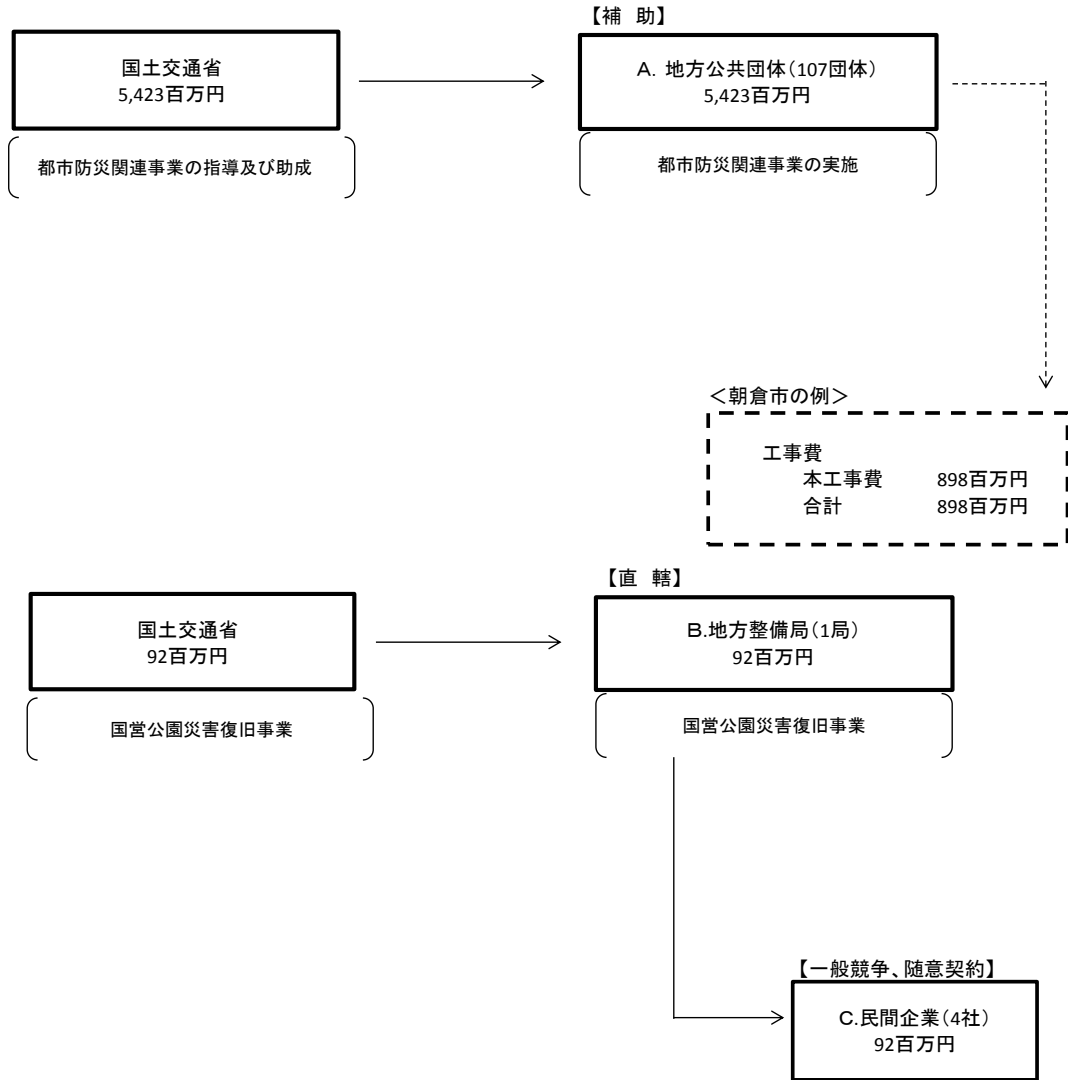 【補 助】
国土交通省
5,423百万円
A. 地方公共団体（107団体）
5,423百万円
都市防災関連事業の指導及び助成
都市防災関連事業の実施
＜朝倉市の例＞
工事費
本工事費 898百万円
合計 898百万円
【直 轄】
国土交通省
92百万円
B.地方整備局（1局）
92百万円
国営公園災害復旧事業
国営公園災害復旧事業
【一般競争、随意契約】
C.民間企業（4社）
92百万円